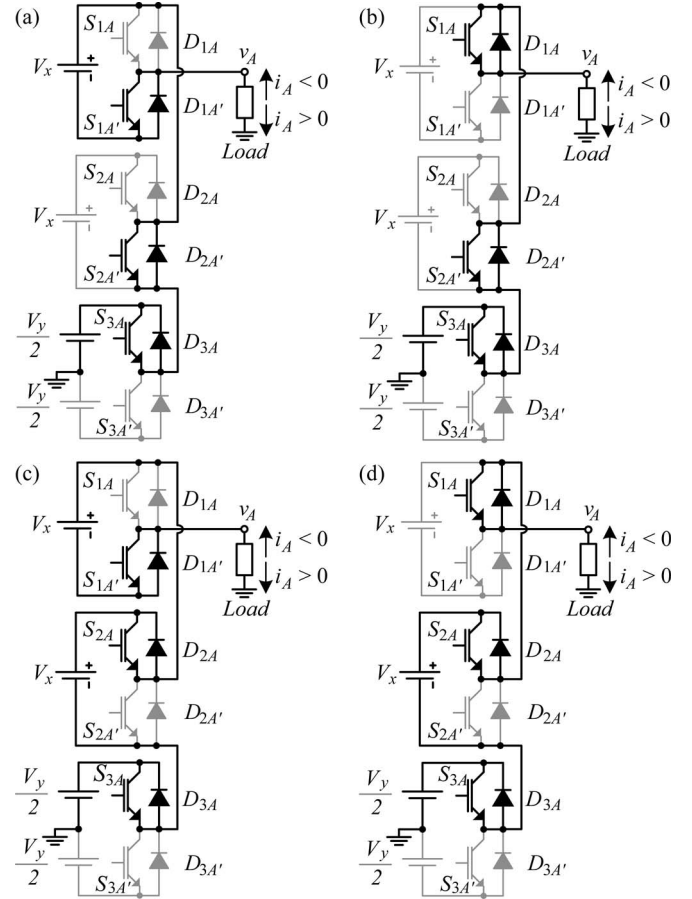 (a)
S1A
D1A
vA
Vx
+
-
iA < 0
iA > 0
S1A'
D1A'
Load
S2A
D2A
Vx
+
-
S2A'
D2A'
S3A
Vy
2
D3A
Vy
2
S3A'
D3A'
(b)
S1A
D1A
vA
Vx
+
-
iA < 0
iA > 0
S1A'
D1A'
Load
S2A
D2A
Vx
+
-
S2A'
D2A'
S3A
Vy
2
D3A
Vy
2
S3A'
D3A'
(c)
S1A
D1A
vA
Vx
+
-
iA < 0
iA > 0
S1A'
D1A'
Load
S2A
D2A
Vx
+
-
S2A'
D2A'
S3A
Vy
2
D3A
Vy
2
S3A'
D3A'
(d)
S1A
D1A
vA
Vx
+
-
iA < 0
iA > 0
S1A'
D1A'
Load
S2A
D2A
Vx
+
-
S2A'
D2A'
S3A
Vy
2
D3A
Vy
2
S3A'
D3A'